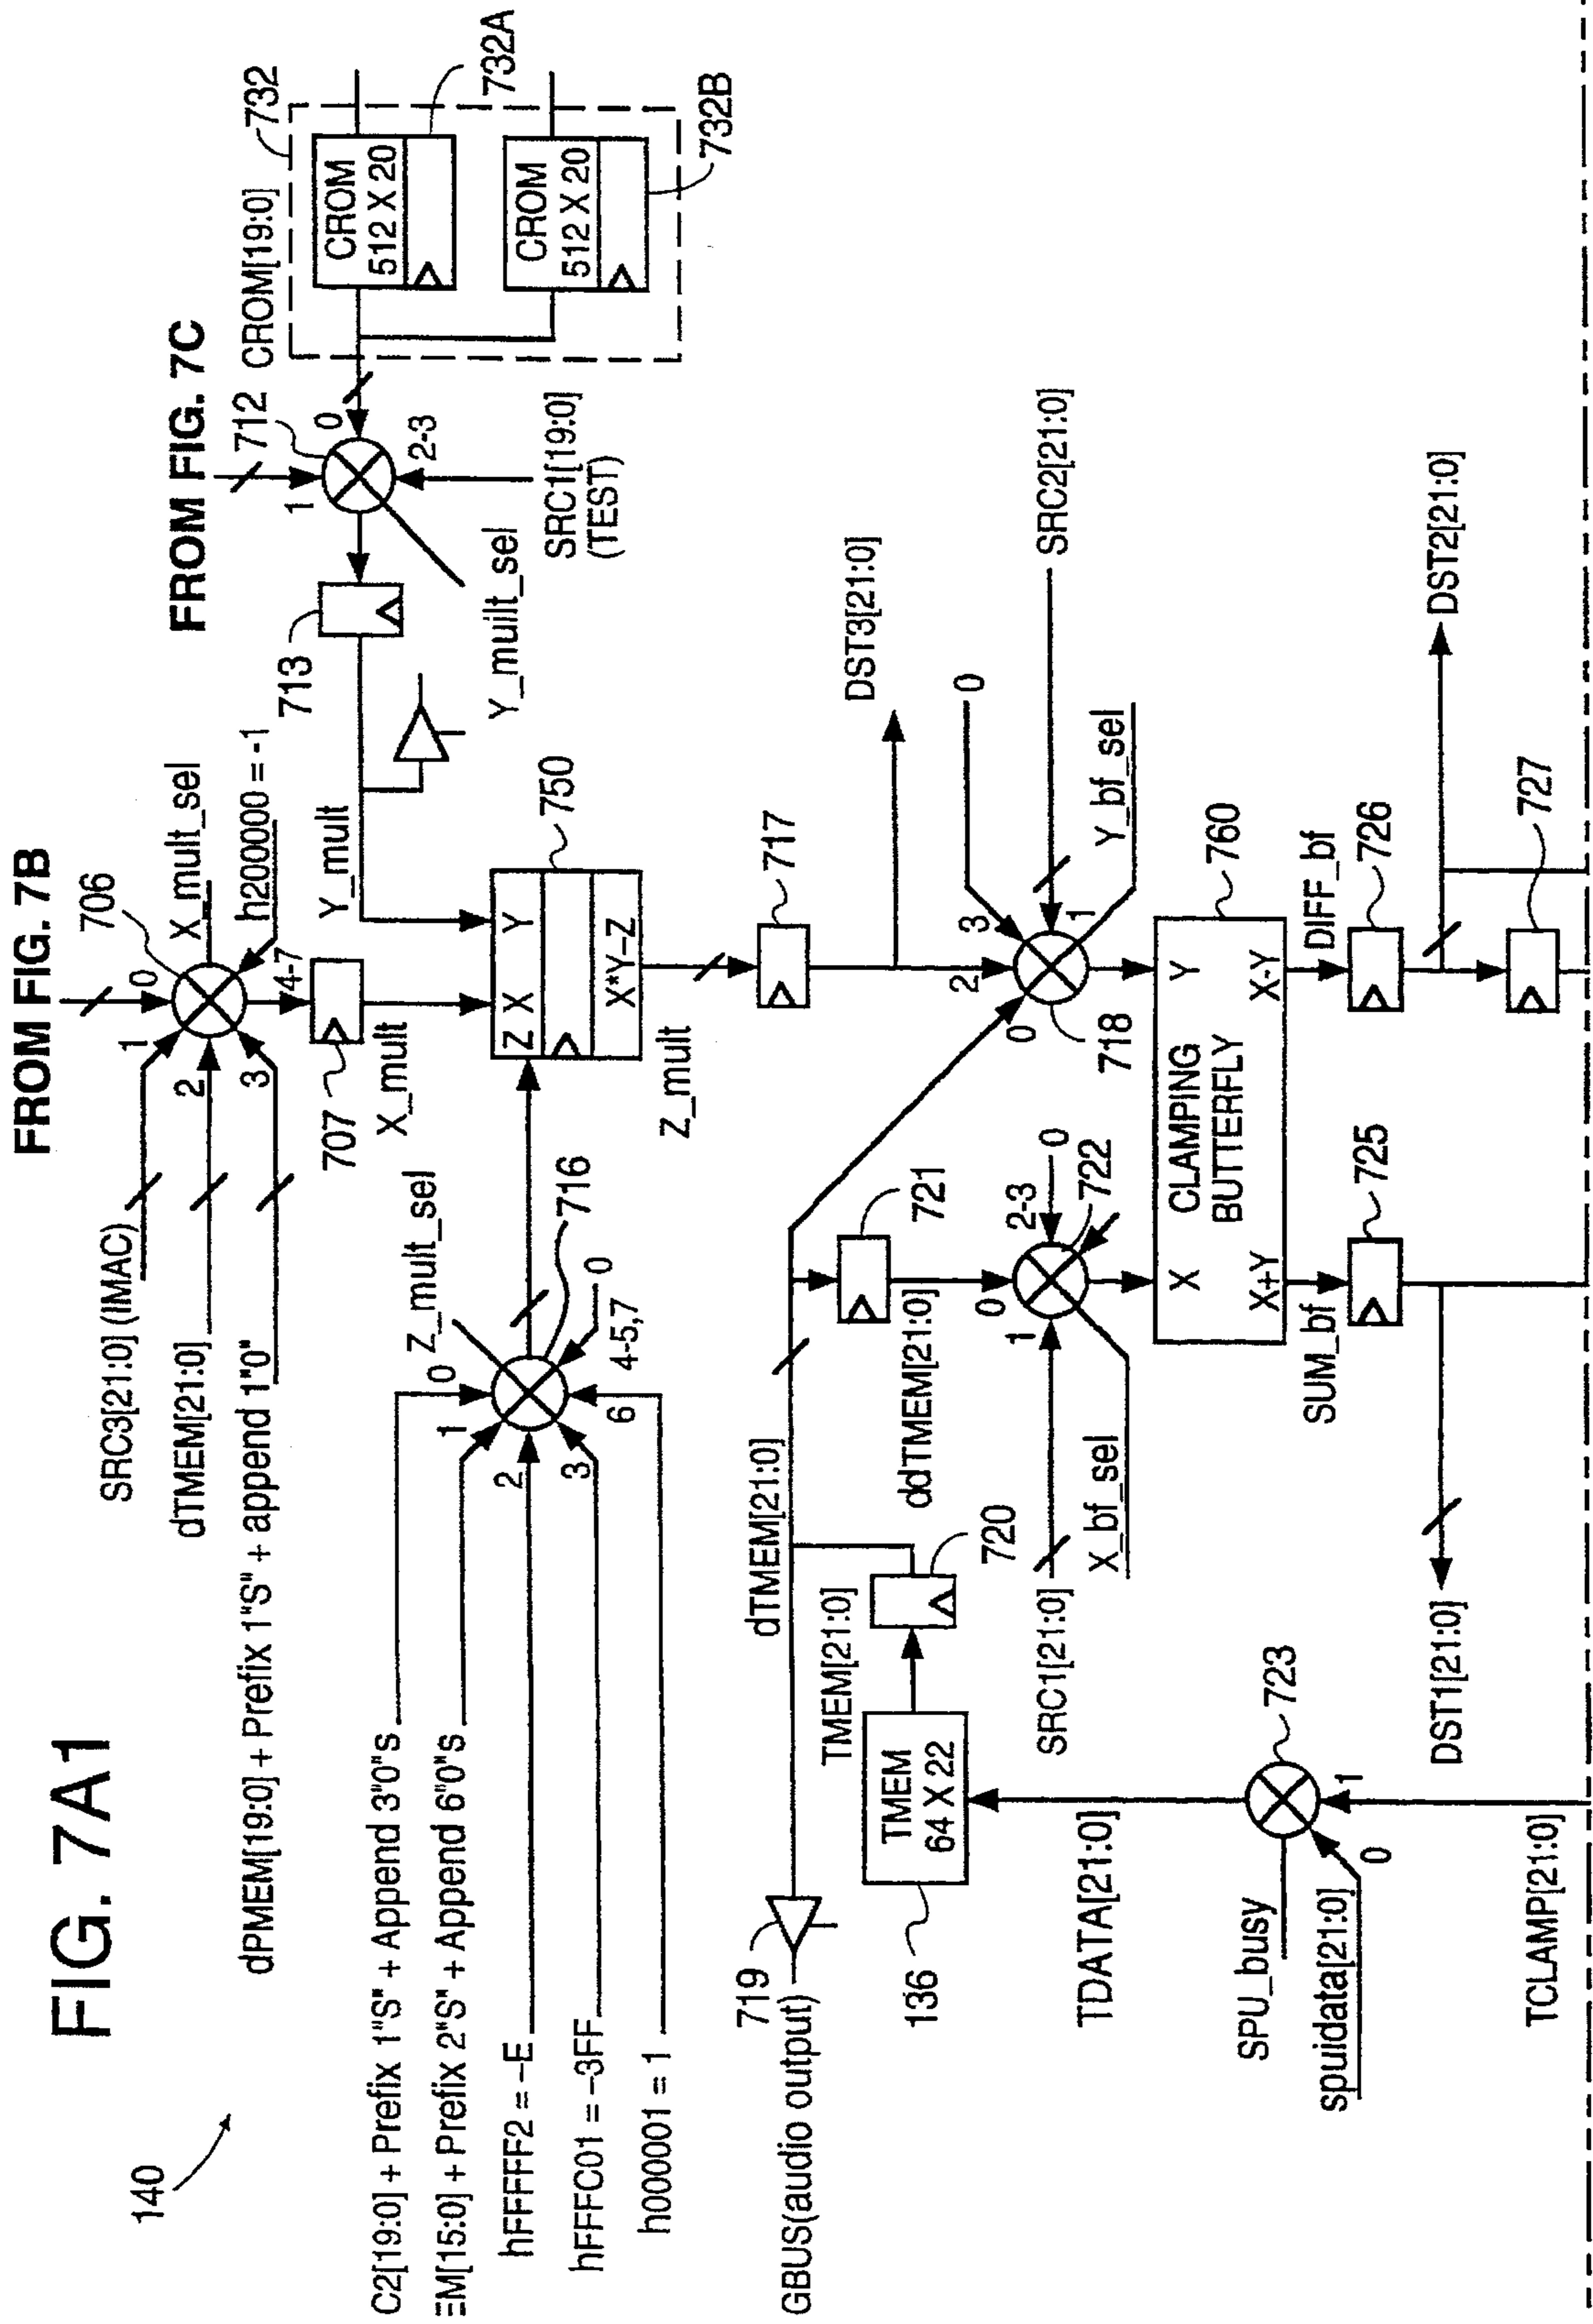 FIG. 7A1
140
FROM FIG. 7B
706
X_mult_sel
h200000 = -1
0
1
2
3
4-7
SRC3[21:0] (IMAC)
dTMEM[21:0]
dPMEM[19:0] + Prefix 1"S" + append 1"0"
707
X_mult
FROM FIG. 7C
712
1
0
2-3
CROM[19:0]
732
CROM
512 X 20
732A
CROM
512 X 20
732B
SRC1[19:0]
(TEST)
Y_muilt_sel
713
Y_mult
Y_mult_sel
C2[19:0] + Prefix 1"S" + Append 3"0"s
EM[15:0] + Prefix 2"S" + Append 6"0"s
hFFFFF2 = -E
hFFFC01 = -3FF
h000001 = 1
0
1
2
3
6
4-5,7
0
Z_mult_sel
716
Z X Y
X*Y-Z
750
Z_mult
717
DST3[21:0]
0
3
2
0
1
SRC2[21:0]
Y_bf_sel
718
719
GBUS(audio output)
dTMEM[21:0]
TMEM[21:0]
720
TMEM
64 X 22
136
721
ddTMEM[21:0]
0
1
2-3
0
722
SRC1[21:0]
X_bf_sel
X
Y
CLAMPING
BUTTERFLY
X+Y
X-Y
760
SUM_bf
DIFF_bf
725
726
727
DST1[21:0]
DST2[21:0]
TDATA[21:0]
723
SPU_busy
spuidata[21:0]
0
1
TCLAMP[21:0]